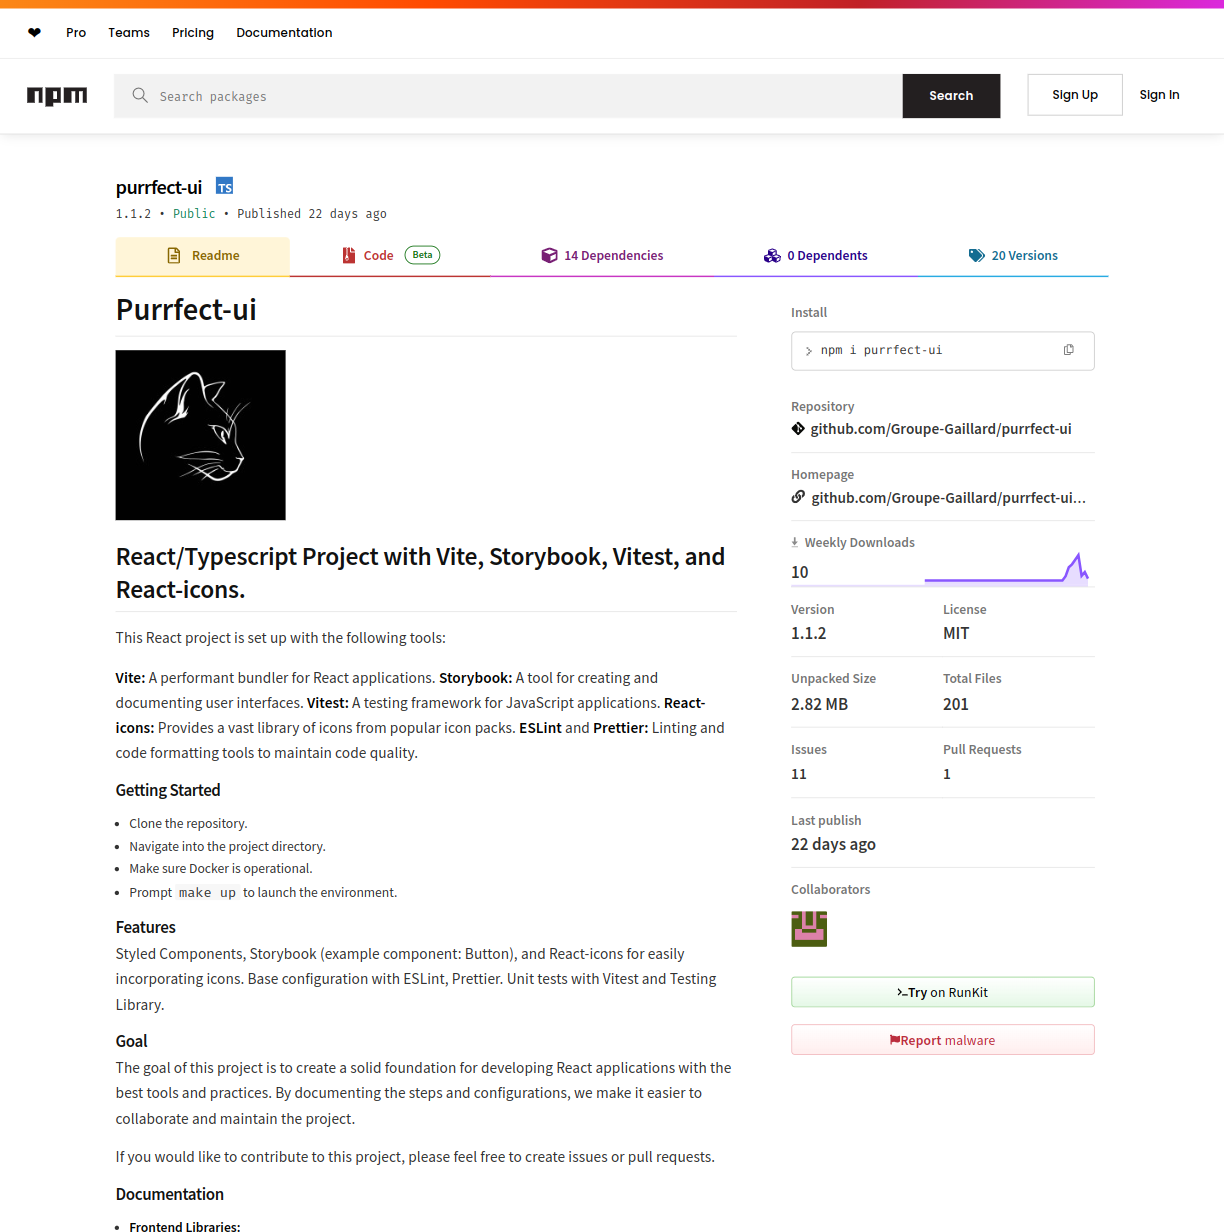 ❤ Pro Teams Pricing Documentation
npm Search packages Search Sign Up Sign In
purrfect-ui TS
1.1.2 • Public • Published 22 days ago
Readme Code Beta 14 Dependencies 0 Dependents 20 Versions
Purrfect-ui
React/Typescript Project with Vite, Storybook, Vitest, and
React-icons.
This React project is set up with the following tools:
Vite: A performant bundler for React applications. Storybook: A tool for creating and
documenting user interfaces. Vitest: A testing framework for JavaScript applications. React-
icons: Provides a vast library of icons from popular icon packs. ESLint and Prettier: Linting and
code formatting tools to maintain code quality.
Getting Started
• Clone the repository.
• Navigate into the project directory.
• Make sure Docker is operational.
• Prompt make up to launch the environment.
Features
Styled Components, Storybook (example component: Button), and React-icons for easily
incorporating icons. Base configuration with ESLint, Prettier. Unit tests with Vitest and Testing
Library.
Goal
The goal of this project is to create a solid foundation for developing React applications with the
best tools and practices. By documenting the steps and configurations, we make it easier to
collaborate and maintain the project.
If you would like to contribute to this project, please feel free to create issues or pull requests.
Documentation
• Frontend Libraries:
Install
npm i purrfect-ui
Repository
github.com/Groupe-Gaillard/purrfect-ui
Homepage
github.com/Groupe-Gaillard/purrfect-ui...
Weekly Downloads
10
Version License
1.1.2 MIT
Unpacked Size Total Files
2.82 MB 201
Issues Pull Requests
11 1
Last publish
22 days ago
Collaborators
Try on RunKit
Report malware